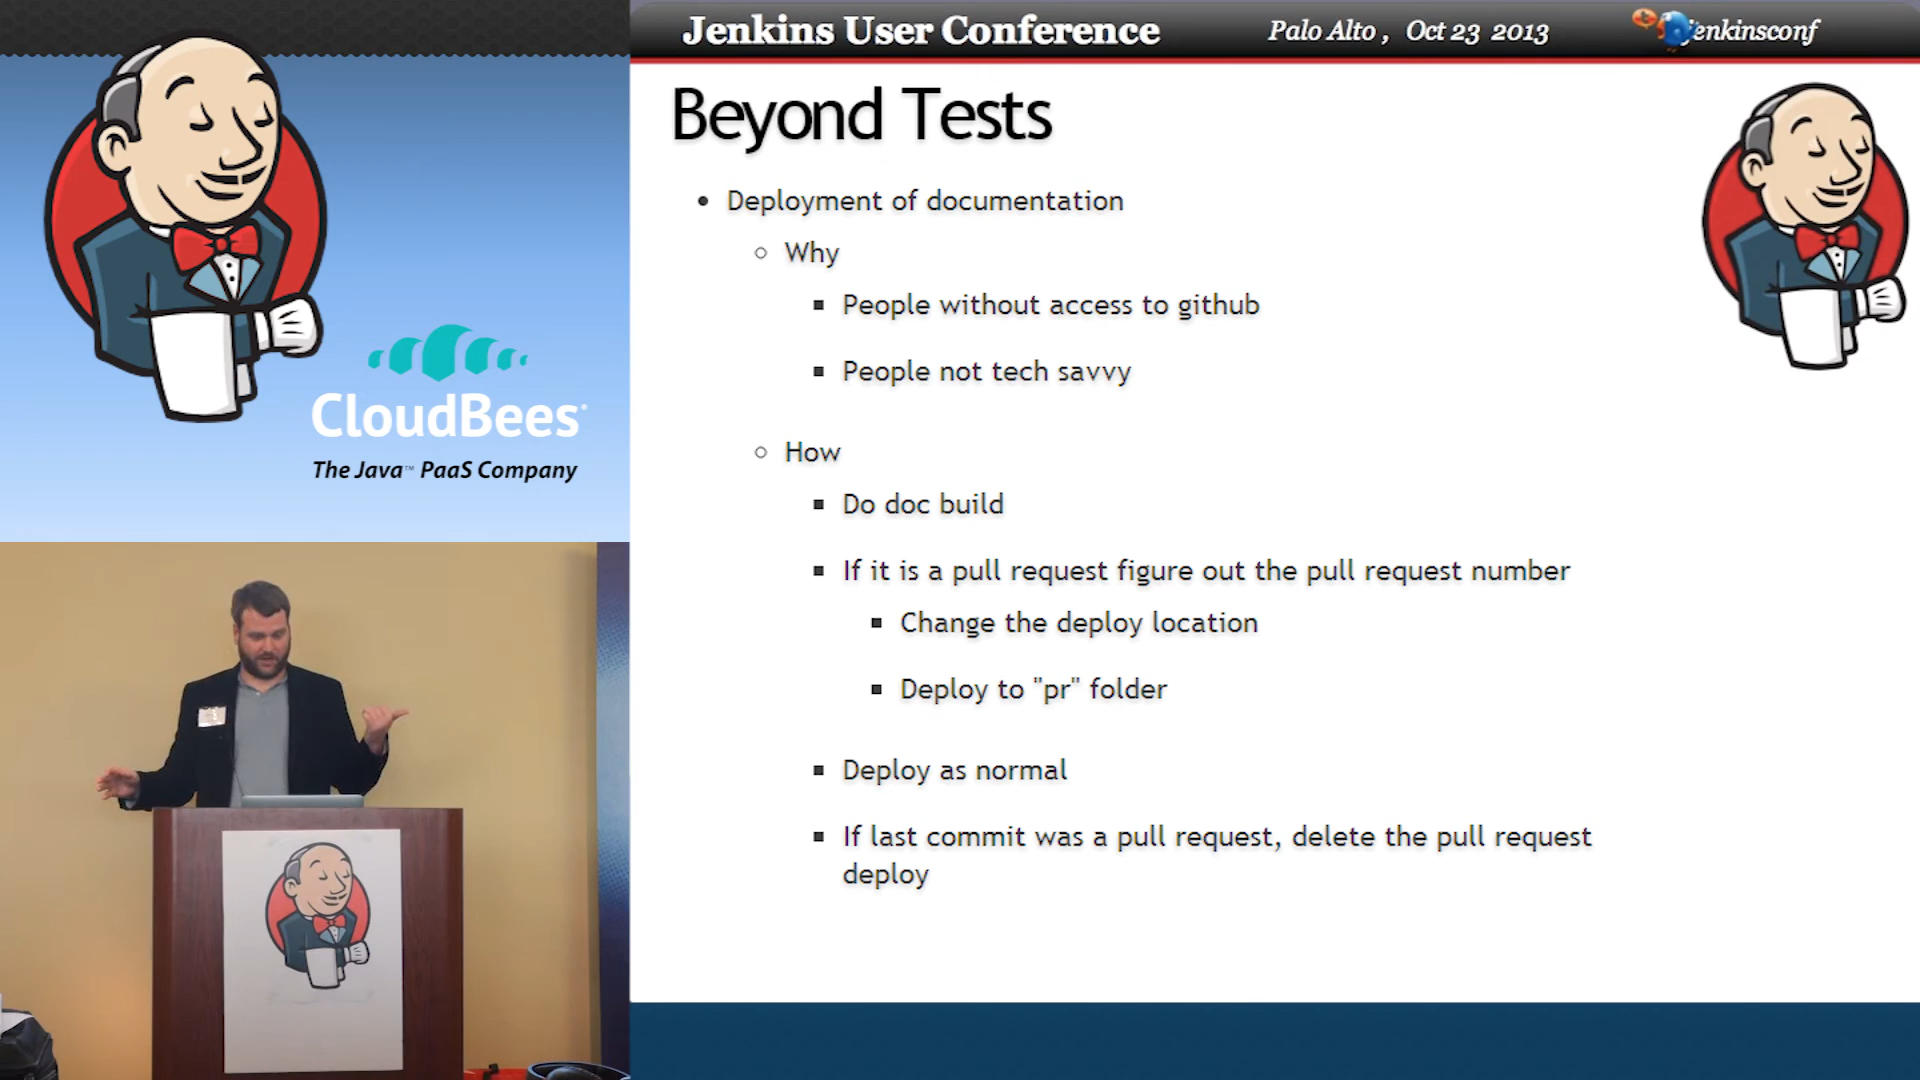 CloudBees
The Java™ PaaS Company
Jenkins User Conference
Palo Alto , Oct 23 2013
jenkinsconf
Beyond Tests
Deployment of documentation
Why
People without access to github
People not tech savvy
How
Do doc build
If it is a pull request figure out the pull request number
Change the deploy location
Deploy to "pr" folder
Deploy as normal
If last commit was a pull request, delete the pull request
deploy